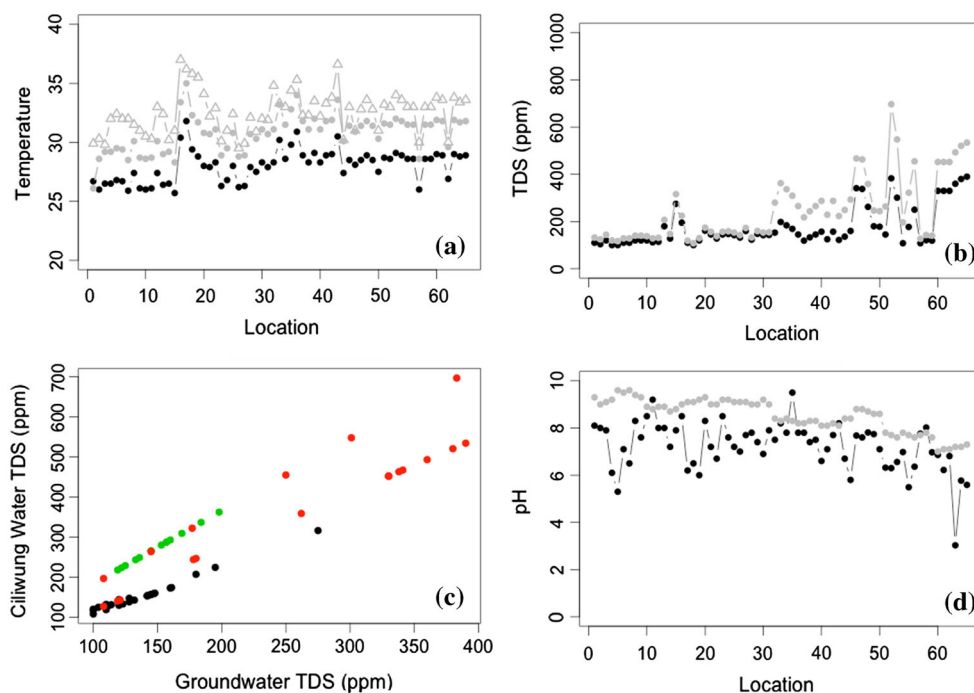 40
35
30
25
20
Temperature
(a)
0 10 20 30 40 50 60
Location
1000
800
600
400
200
0
TDS (ppm)
(b)
0 10 20 30 40 50 60
Location
700
600
500
400
300
200
100
Ciliwung Water TDS (ppm)
(c)
100 150 200 250 300 350 400
Groundwater TDS (ppm)
10
8
6
4
2
0
pH
(d)
0 10 20 30 40 50 60
Location